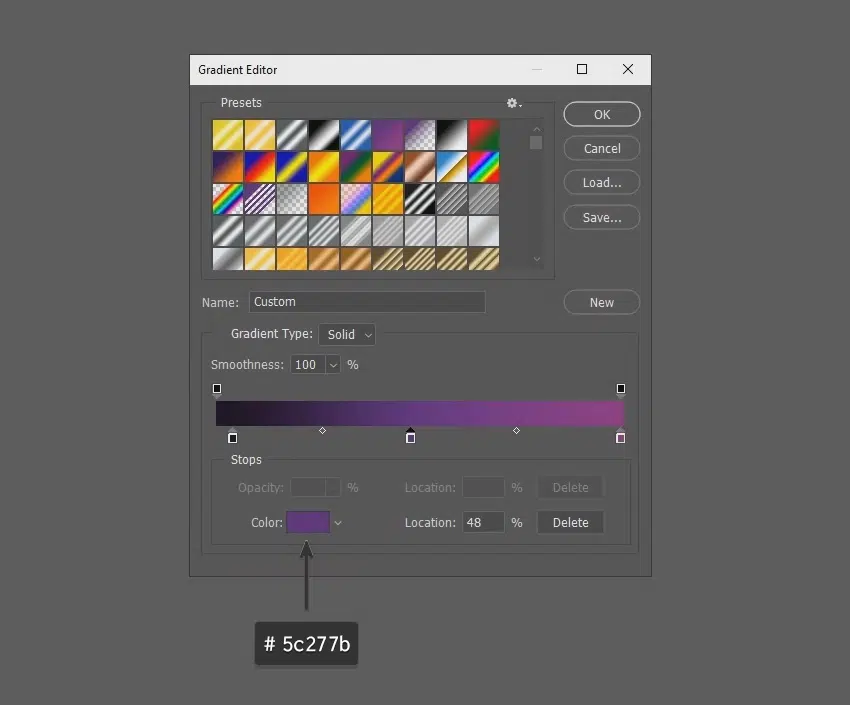 Gradient Editor
Presets
OK
Cancel
Load...
Save...
Name: Custom
New
Gradient Type: Solid
Smoothness: 100 %
Stops
Opacity: % Location: % Delete
Color: Location: 48 % Delete
# 5c277b